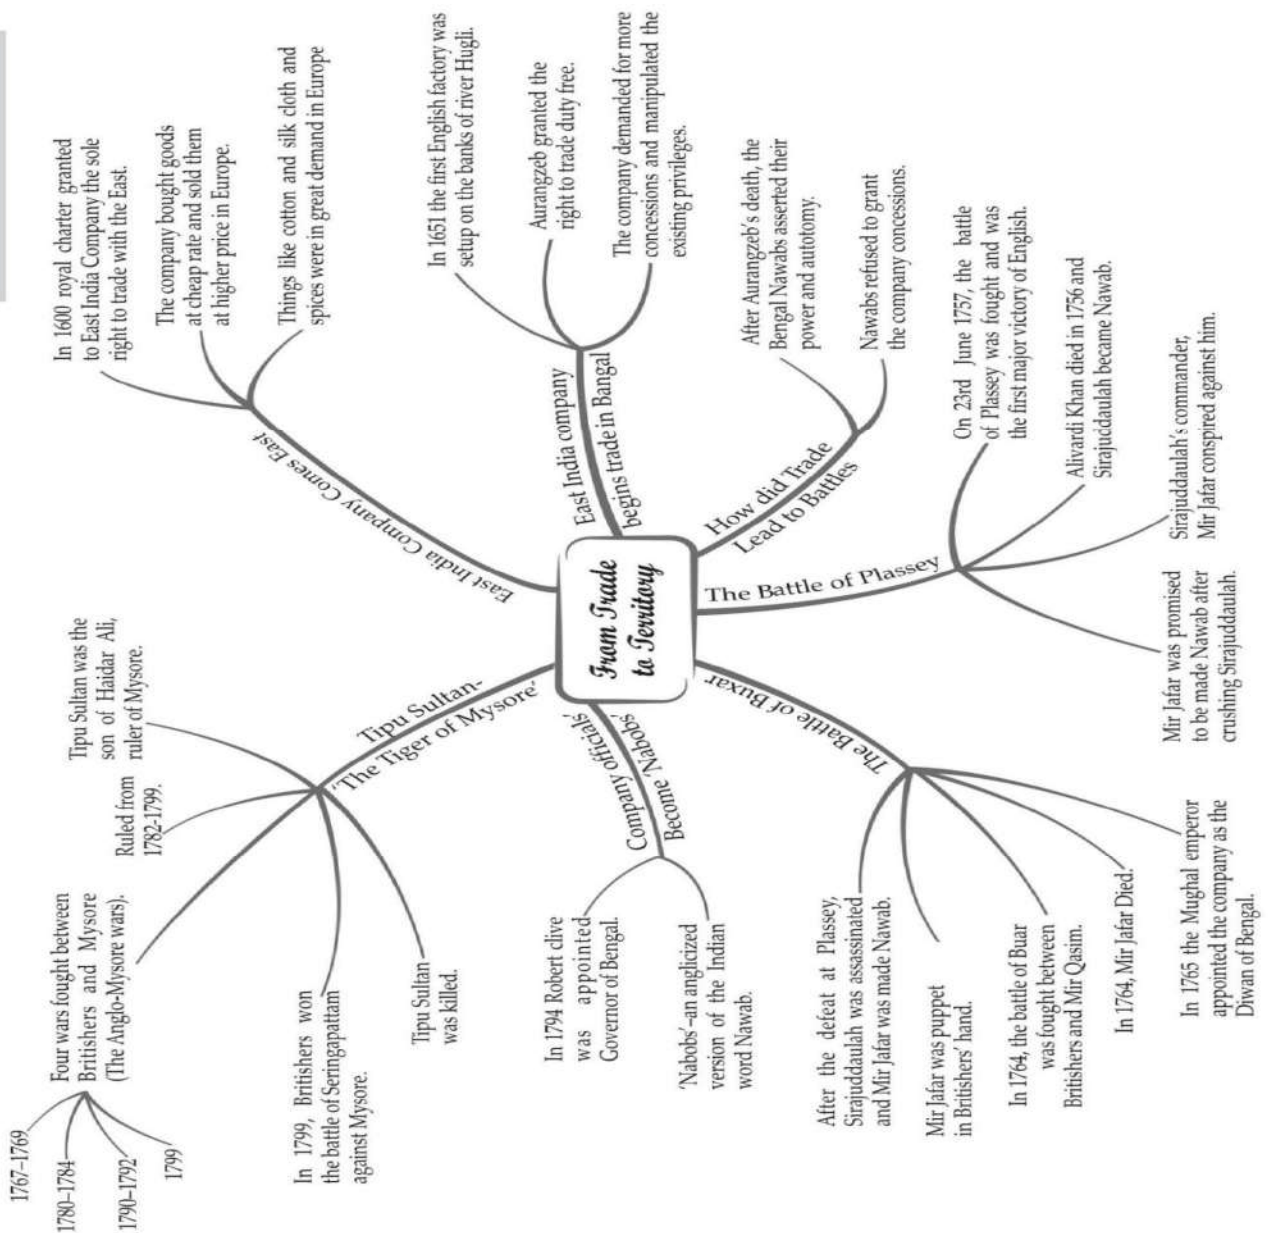 From Trade
to Territory
East India Company Comes East
In 1600 royal charter granted
to East India Company the sole
right to trade with the East.
The company bought goods
at cheap rate and sold them
at higher price in Europe.
Things like cotton and silk cloth and
spices were in great demand in Europe
East India company
begins trade in Bangal
In 1651 the first English factory was
setup on the banks of river Hugli.
Aurangzeb granted the
right to trade duty free.
The company demanded for more
concessions and manipulated the
existing privileges.
How did Trade
Lead to Battles
After Aurangzeb's death, the
Bengal Nawabs asserted their
power and autotomy.
Nawabs refused to grant
the company concessions.
The Battle of Plassey
On 23rd June 1757, the battle
of Plassey was fought and was
the first major victory of English.
Alivardi Khan died in 1756 and
Sirajuddaulah became Nawab.
Sirajuddaulah's commander,
Mir Jafar conspired against him.
Mir Jafar was promised
to be made Nawab after
crushing Sirajuddaulah.
The Battle of Buxar
After the defeat at Plassey,
Sirajuddaulah was assassinated
and Mir Jafar was made Nawab.
Mir Jafar was puppet
in Britishers' hand.
In 1764, the battle of Buar
was fought between
Britishers and Mir Qasim.
In 1764, Mir Jafar Died.
In 1765 the Mughal emperor
appointed the company as the
Diwan of Bengal.
Company officials'
Become 'Nabobs'
In 1794 Robert clive
was appointed
Governor of Bengal.
'Nabobs'–an anglicized
version of the Indian
word Nawab.
Tipu Sultan-
'The Tiger of Mysore'
Tipu Sultan was the
son of Haidar Ali,
ruler of Mysore.
Ruled from
1782-1799.
Four wars fought between
Britishers and Mysore
(The Anglo-Mysore wars).
1767–1769
1780–1784
1790–1792
1799
In 1799, Britishers won
the battle of Seringapattam
against Mysore.
Tipu Sultan
was killed.